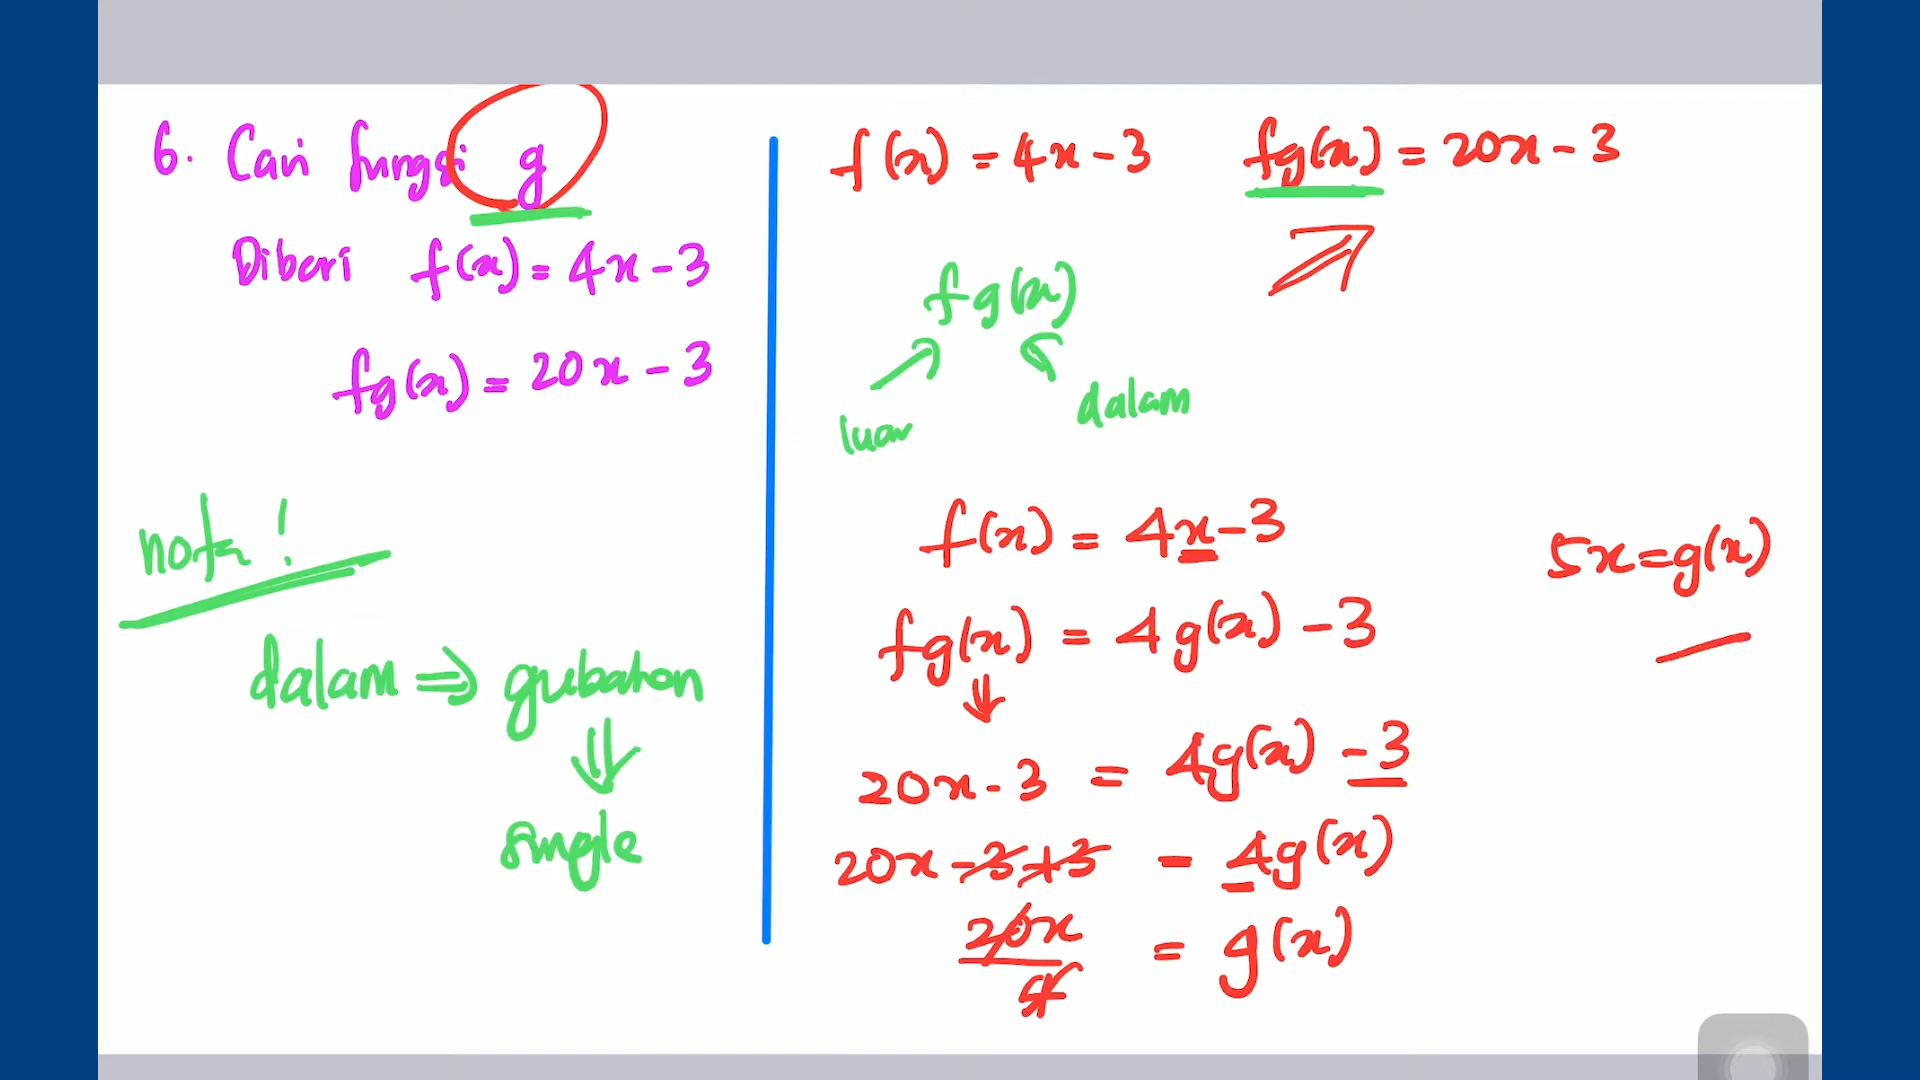 6. Cari fungsi g
Diberi f(x) = 4x - 3
fg(x) = 20x - 3
nota !
dalam ⇒ gubahan
⇓
single
f(x) = 4x - 3 fg(x) = 20x - 3
fg(x)
luar dalam
f(x) = 4x - 3
fg(x) = 4g(x) - 3
20x - 3 = 4g(x) - 3
20x - 3 + 3 = 4g(x)
20x/4 = g(x)
5x = g(x)